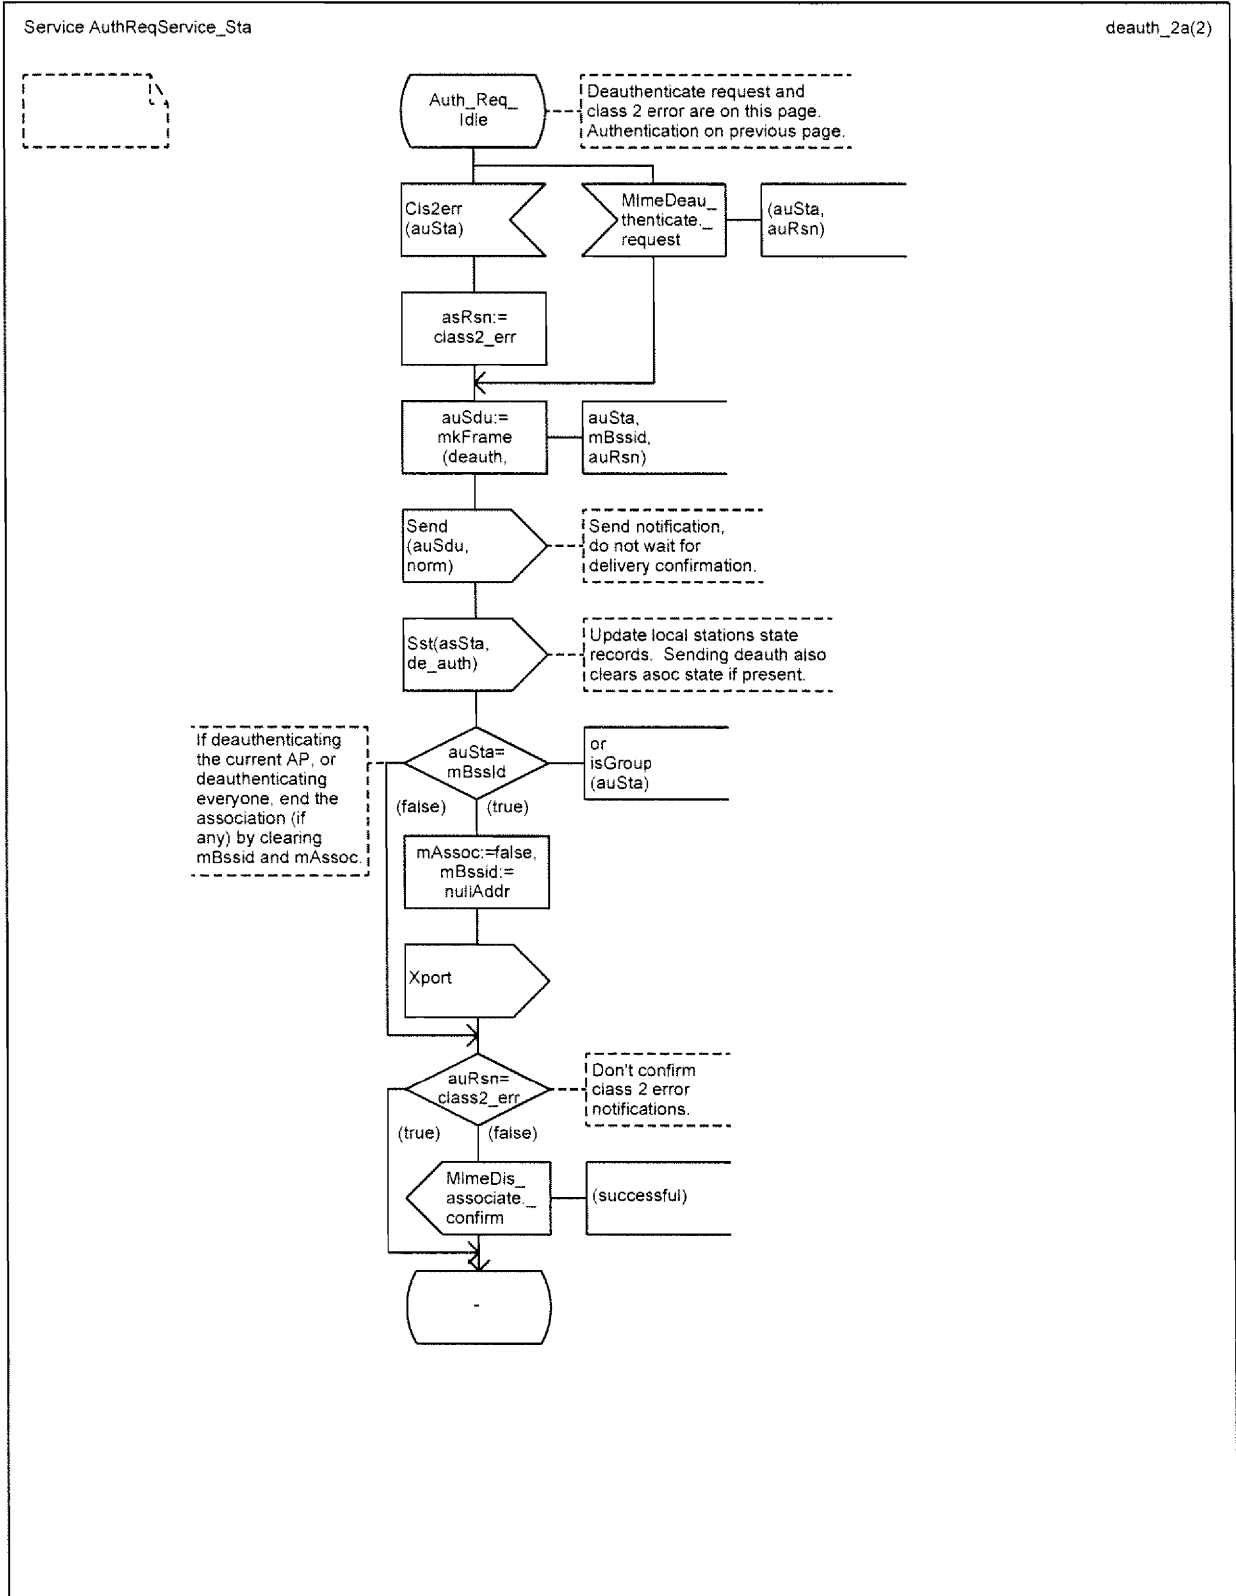 Service AuthReqService_Sta
deauth_2a(2)
Auth_Req_
Idle
Deauthenticate request and
class 2 error are on this page.
Authentication on previous page.
Cls2err
(auSta)
MlmeDeau_
thenticate._
request
(auSta,
auRsn)
asRsn:=
class2_err
auSdu:=
mkFrame
(deauth,
auSta,
mBssid,
auRsn)
Send
(auSdu,
norm)
Send notification,
do not wait for
delivery confirmation.
Sst(asSta,
de_auth)
Update local stations state
records. Sending deauth also
clears asoc state if present.
If deauthenticating
the current AP, or
deauthenticating
everyone, end the
association (if
any) by clearing
mBssid and mAssoc.
auSta=
mBssId
or
isGroup
(auSta)
(false)
(true)
mAssoc:=false,
mBssid:=
nullAddr
Xport
auRsn=
class2_err
Don't confirm
class 2 error
notifications.
(true)
(false)
MlmeDis_
associate._
confirm
(successful)
-